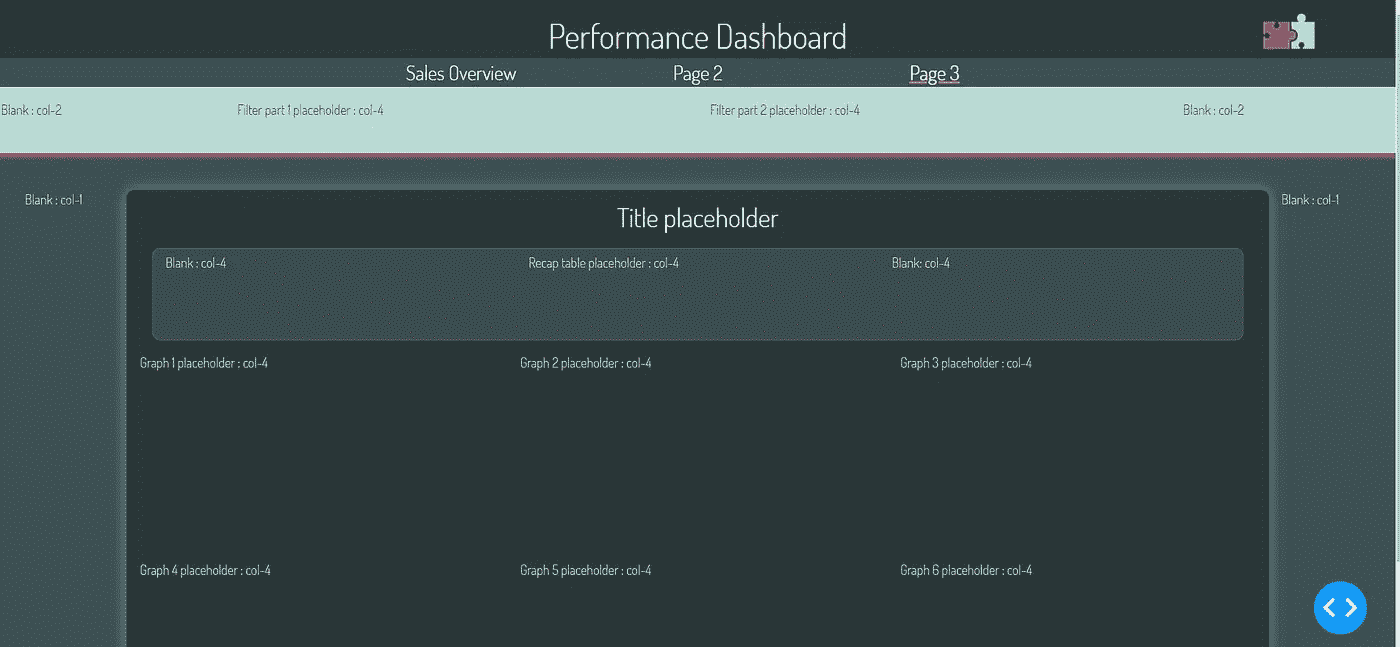 Performance Dashboard
Sales Overview Page 2 Page 3
Blank : col-2 Filter part 1 placeholder : col-4 Filter part 2 placeholder : col-4 Blank : col-2
Blank : col-1 Blank : col-1
Title placeholder
Blank : col-4 Recap table placeholder : col-4 Blank: col-4
Graph 1 placeholder : col-4 Graph 2 placeholder : col-4 Graph 3 placeholder : col-4
Graph 4 placeholder : col-4 Graph 5 placeholder : col-4 Graph 6 placeholder : col-4